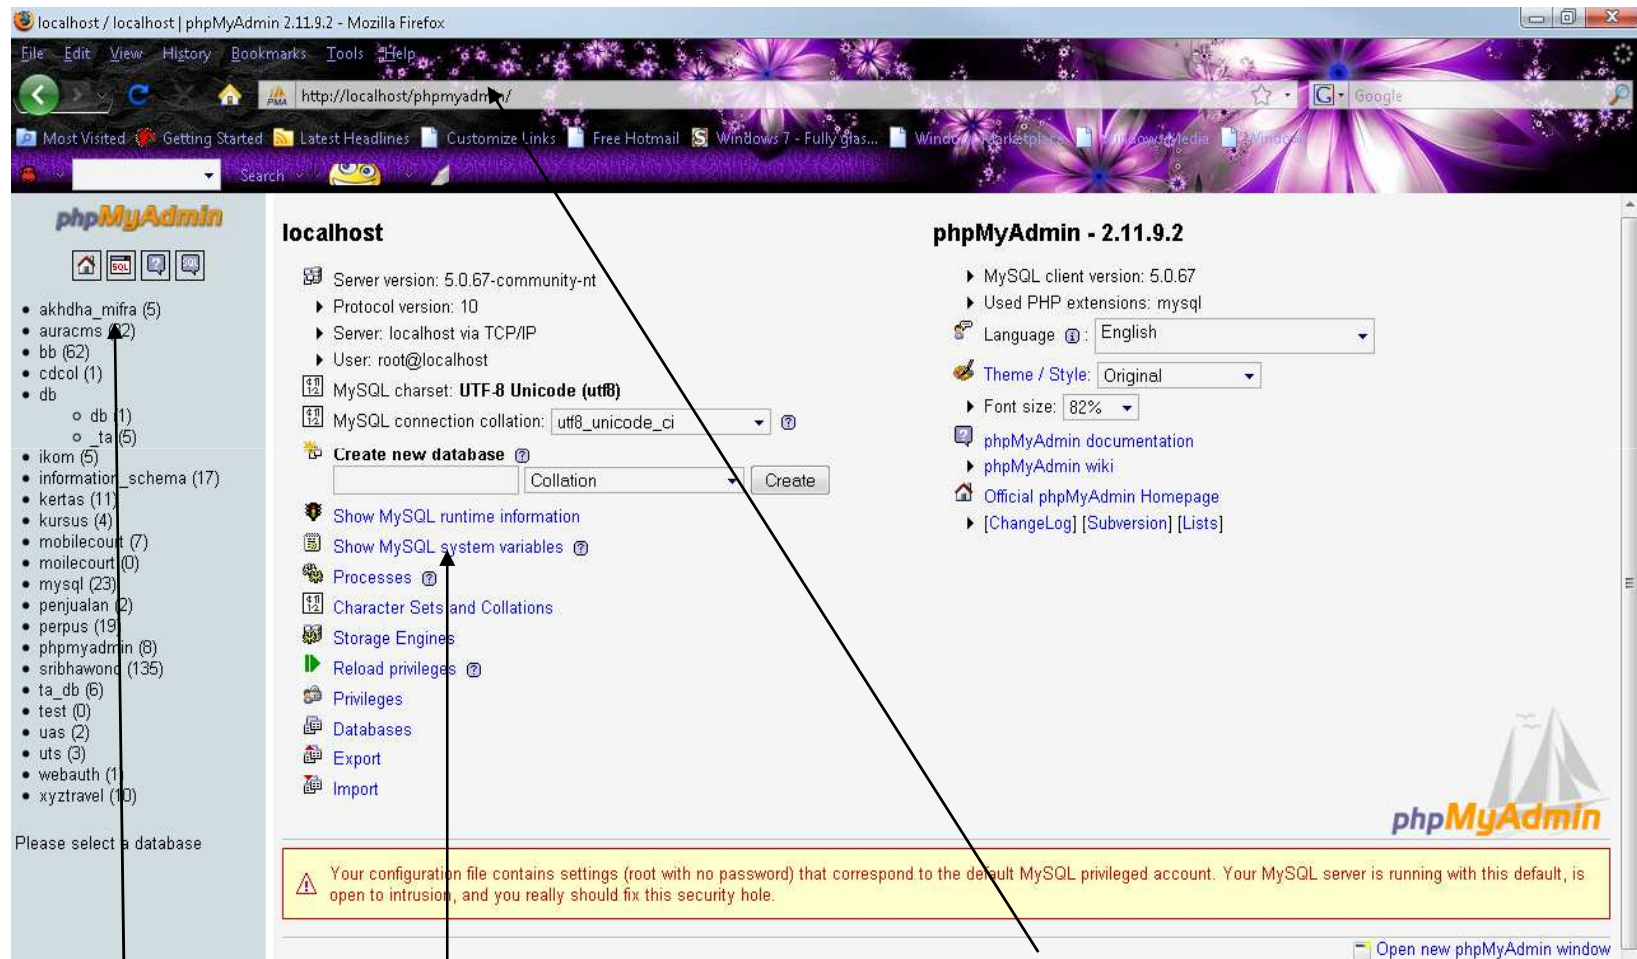 localhost / localhost | phpMyAdmin 2.11.9.2 - Mozilla Firefox
File Edit View History Bookmarks Tools Help
PMA http://localhost/phpmyadmin/ G Google
Most Visited Getting Started Latest Headlines Customize Links Free Hotmail Windows 7 - Fully glas... Windows Marketplace Windows Media Windows
Search
phpMyAdmin
SQL
akhdha_mifra (5)
auracms
bb (62)
cdcol (1)
db
db (1)
_ta (5)
ikom (5)
information_schema (17)
kertas (11)
kursus (4)
mobilecourt (7)
moilecourt (0)
mysql (23)
penjualan (2)
perpus (19)
phpmyadmin (8)
sribhawono (135)
ta_db (6)
test (0)
uas (2)
uts (3)
webauth (1)
xyztravel (10)
Please select a database
localhost
Server version: 5.0.67-community-nt
Protocol version: 10
Server: localhost via TCP/IP
User: root@localhost
MySQL charset: UTF-8 Unicode (utf8)
MySQL connection collation: utf8_unicode_ci
Create new database
Collation Create
Show MySQL runtime information
Show MySQL system variables
Processes
Character Sets and Collations
Storage Engines
Reload privileges
Privileges
Databases
Export
Import
phpMyAdmin - 2.11.9.2
MySQL client version: 5.0.67
Used PHP extensions: mysql
Language : English
Theme / Style: Original
Font size: 82%
phpMyAdmin documentation
phpMyAdmin wiki
Official phpMyAdmin Homepage
[ChangeLog] [Subversion] [Lists]
phpMyAdmin
Your configuration file contains settings (root with no password) that correspond to the default MySQL privileged account. Your MySQL server is running with this default, is
open to intrusion, and you really should fix this security hole.
Open new phpMyAdmin window